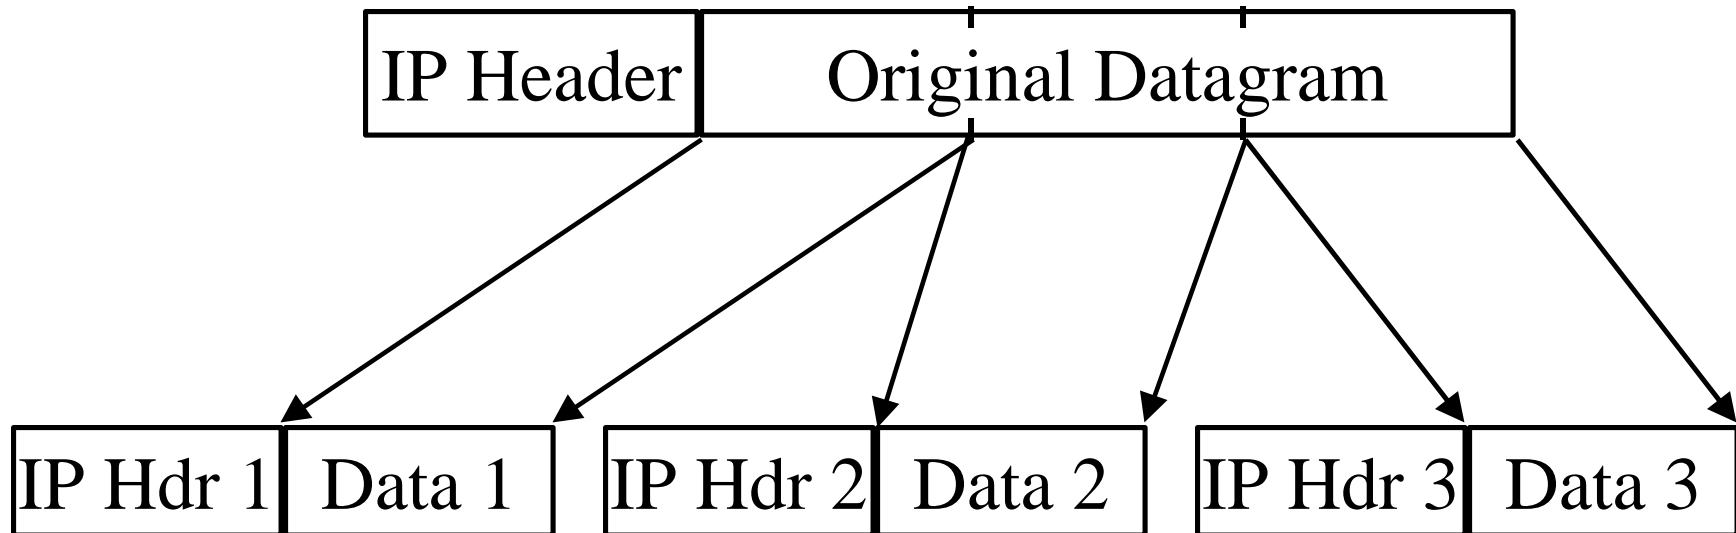 IP Header Original Datagram
IP Hdr 1 Data 1 IP Hdr 2 Data 2 IP Hdr 3 Data 3